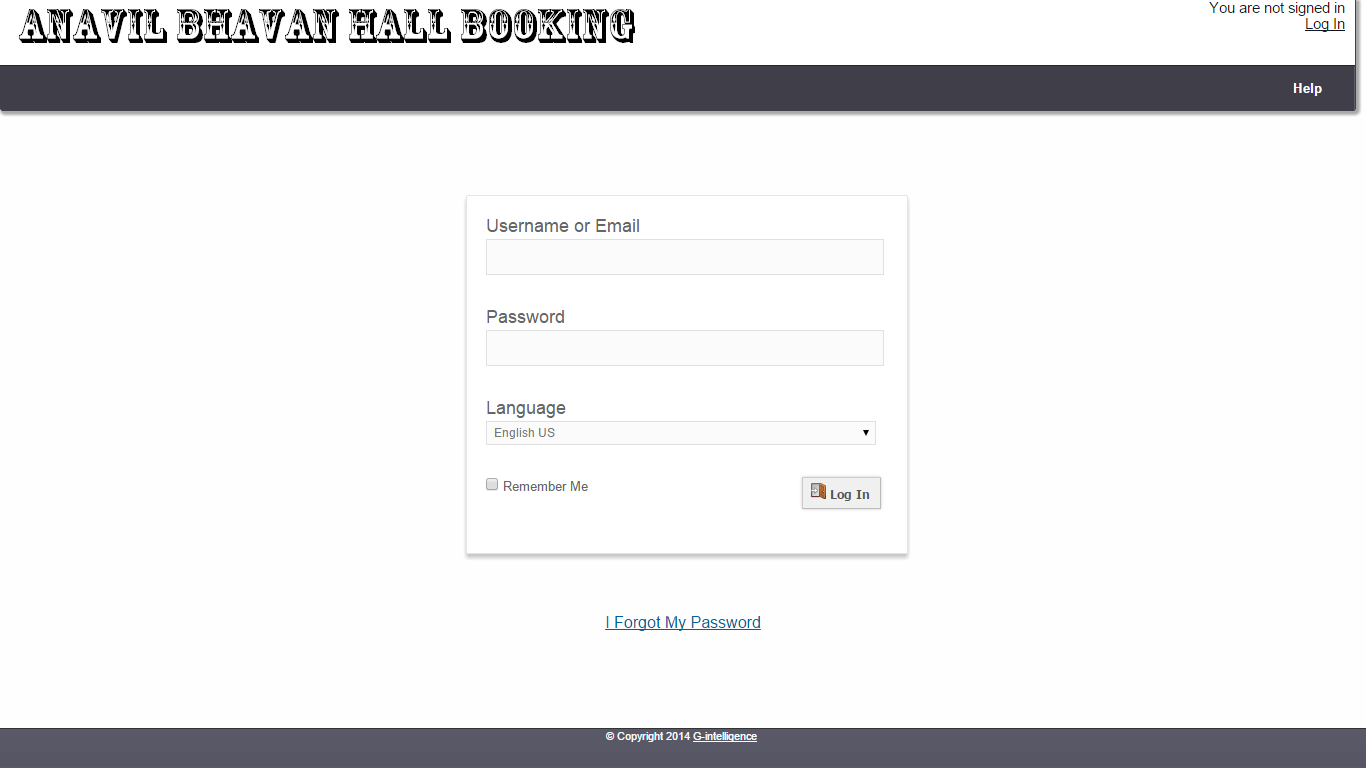 ANAVIL BHAVAN HALL BOOKING
You are not signed in
Log In
Help
Username or Email
Password
Language
English US
Remember Me
Log In
I Forgot My Password
© Copyright 2014 G-intelligence